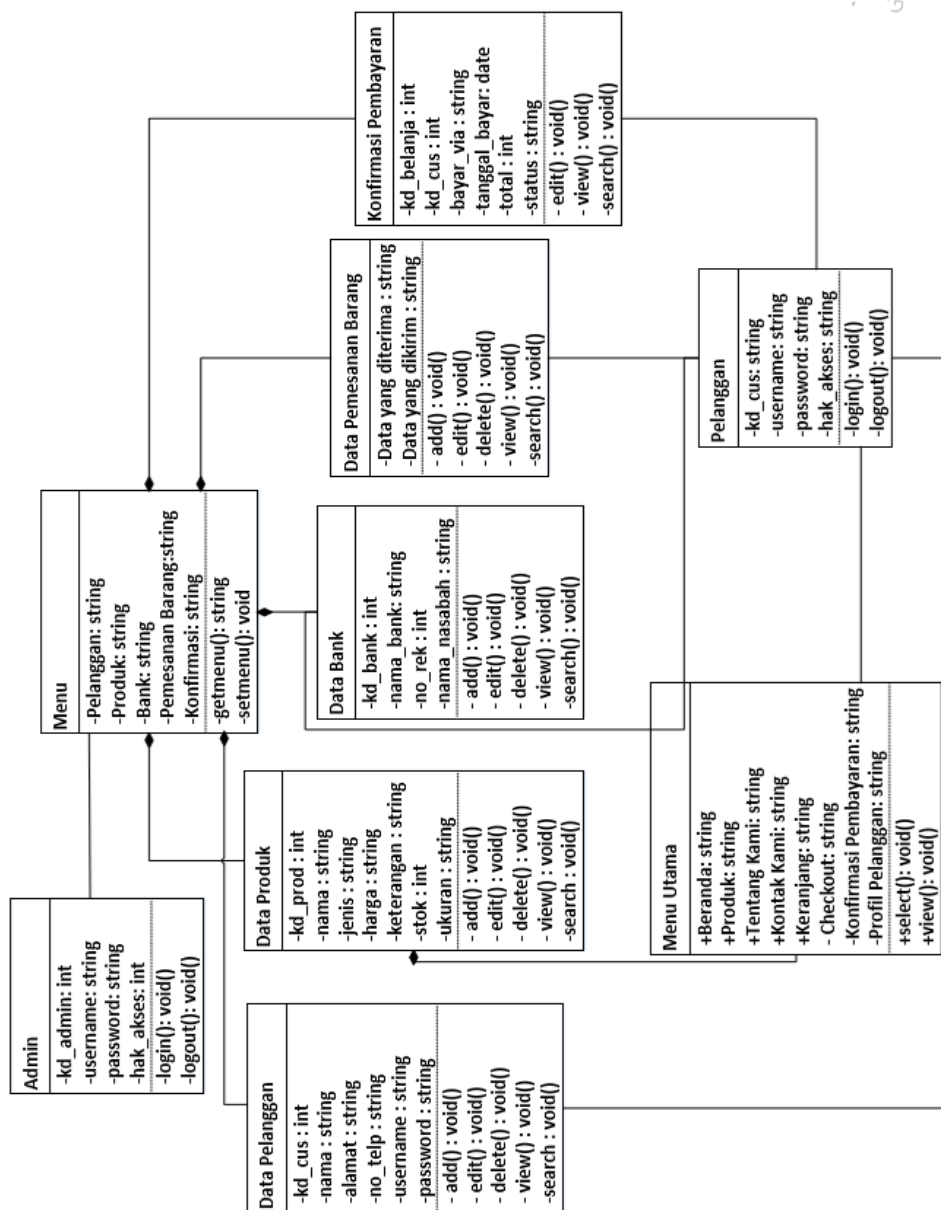 Admin
-kd_admin: int
-username: string
-password: string
-hak_akses: int
-login(): void()
-logout(): void()
Menu
-Pelanggan: string
-Produk: string
-Bank: string
-Pemesanan Barang:string
-Konfirmasi: string
-getmenu(): string
-setmenu(): void
Data Pelanggan
-kd_cus : int
-nama : string
-alamat : string
-no_telp : string
-username : string
-password : string
- add() : void()
- edit() : void()
- delete() : void()
- view() : void()
-search : void()
Data Produk
-kd_prod : int
-nama : string
-jenis : string
-harga : string
-keterangan : string
-stok : int
-ukuran : string
- add() : void()
- edit() : void()
- delete() : void()
- view() : void()
-search : void()
Data Bank
-kd_bank : int
-nama_bank: string
-no_rek : int
-nama_nasabah : string
- add() : void()
- edit() : void()
- delete() : void()
- view() : void()
-search() : void()
Data Pemesanan Barang
-Data yang diterima : string
-Data yang dikirim : string
- add() : void()
- edit() : void()
- delete() : void()
- view() : void()
-search() : void()
Konfirmasi Pembayaran
-kd_belanja : int
-kd_cus : int
-bayar_via : string
-tanggal_bayar: date
-total : int
-status : string
- edit() : void()
- view() : void()
-search() : void()
Menu Utama
+Beranda: string
+Produk: string
+Tentang Kami: string
+Kontak Kami: string
+Keranjang: string
- Checkout: string
-Konfirmasi Pembayaran: string
-Profil Pelanggan: string
+select(): void()
+view(): void()
Pelanggan
-kd_cus: string
-username: string
-password: string
-hak_akses: string
-login(): void()
-logout(): void()